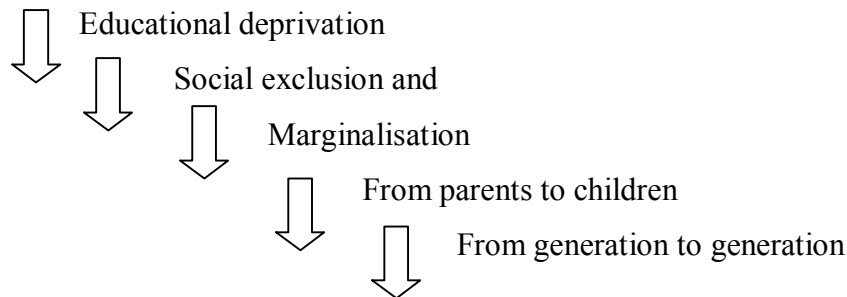 Educational deprivation
Social exclusion and
Marginalisation
From parents to children
From generation to generation